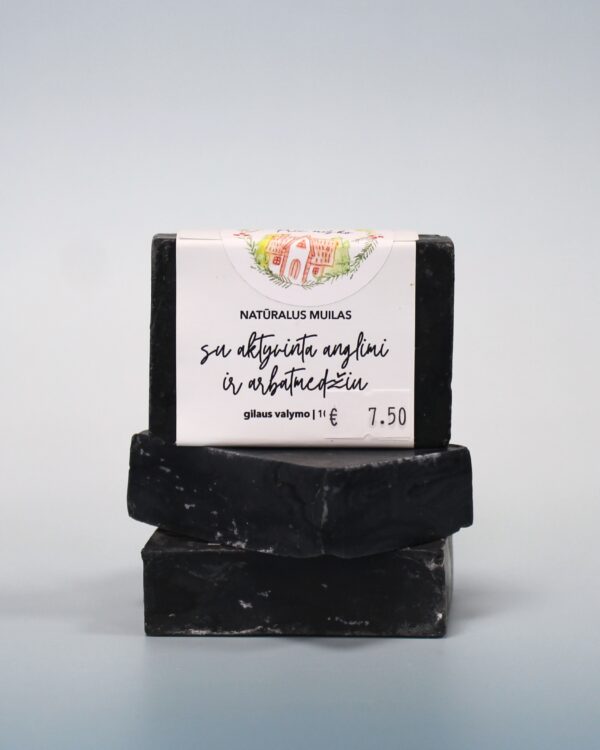 NATŪRALUS MUILAS
su aktyvinta anglimi
ir arbatmedžiu
gilaus valymo |
€ 7.50